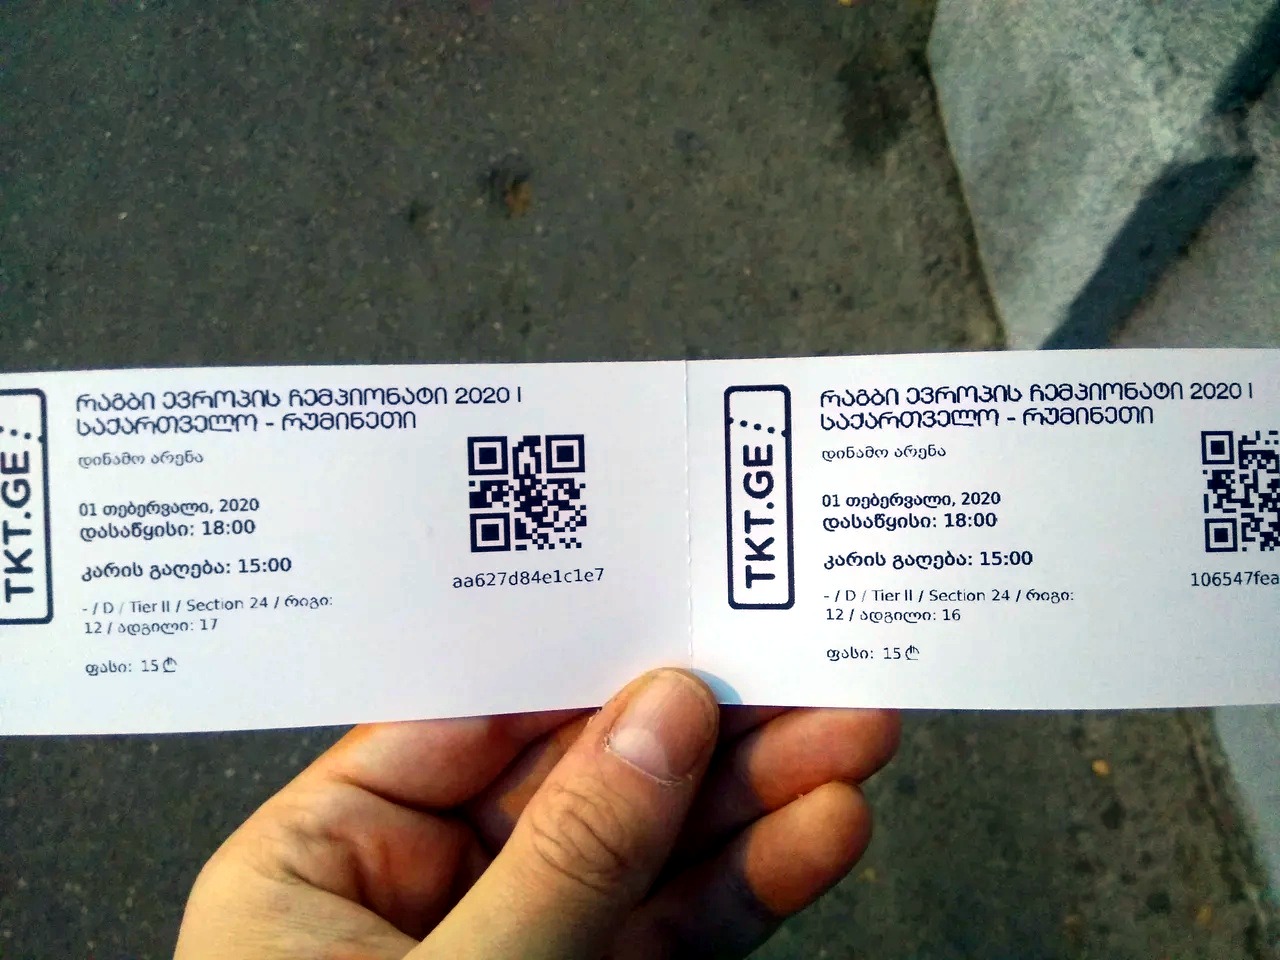 TKT.GE
რაგბი ევროპის ჩემპიონატი 2020 |
საქართველო - რუმინეთი
დინამო არენა
01 თებერვალი, 2020
დასაწყისი: 18:00
კარის გაღება: 15:00
- / D / Tier II / Section 24 / რიგი:
12 / ადგილი: 17
ფასი: 15 ₾
aa627d84e1c1e7
TKT.GE
რაგბი ევროპის ჩემპიონატი 2020 |
საქართველო - რუმინეთი
დინამო არენა
01 თებერვალი, 2020
დასაწყისი: 18:00
კარის გაღება: 15:00
- / D / Tier II / Section 24 / რიგი:
12 / ადგილი: 16
ფასი: 15 ₾
106547fea